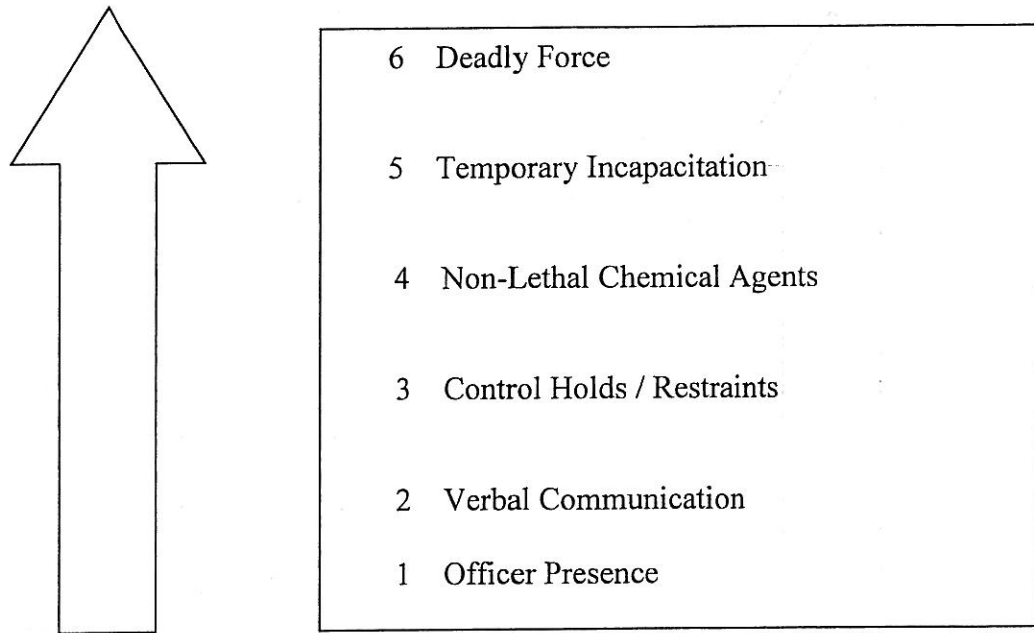 6 Deadly Force
5 Temporary Incapacitation
4 Non-Lethal Chemical Agents
3 Control Holds / Restraints
2 Verbal Communication
1 Officer Presence